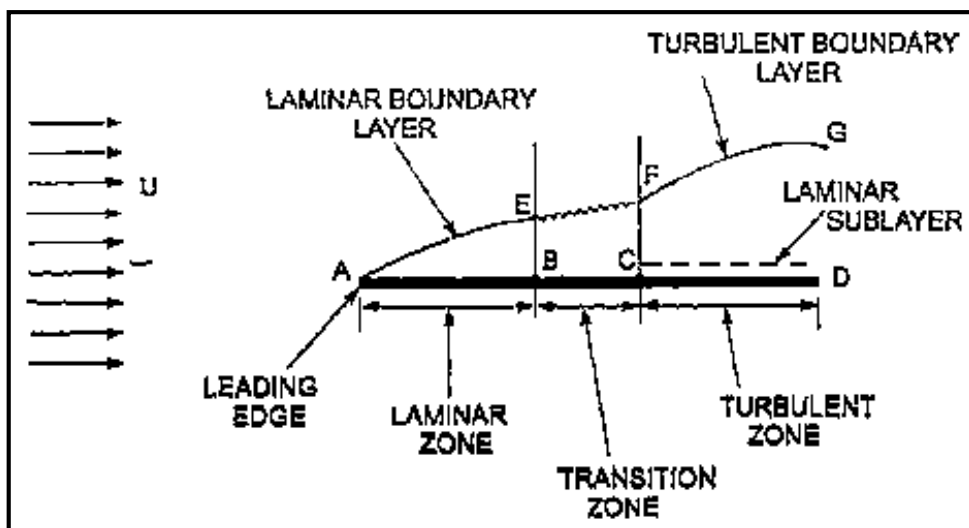 TURBULENT BOUNDARY
LAYER
LAMINAR BOUNDARY
LAYER
G
U
E
F
LAMINAR
SUBLAYER
A
B
C
D
LEADING
EDGE
LAMINAR
ZONE
TRANSITION
ZONE
TURBULENT
ZONE